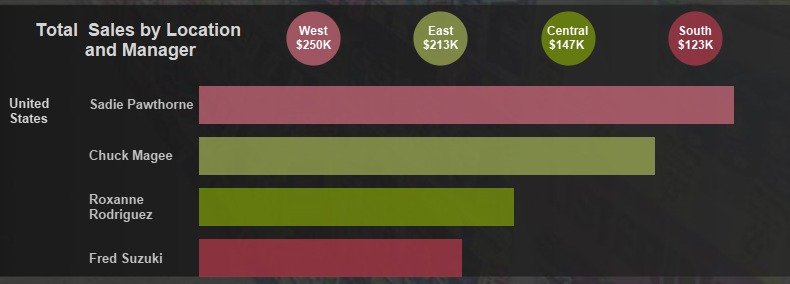 Total Sales by Location
and Manager
West
$250K
East
$213K
Central
$147K
South
$123K
United
States
Sadie Pawthorne
Chuck Magee
Roxanne
Rodriguez
Fred Suzuki